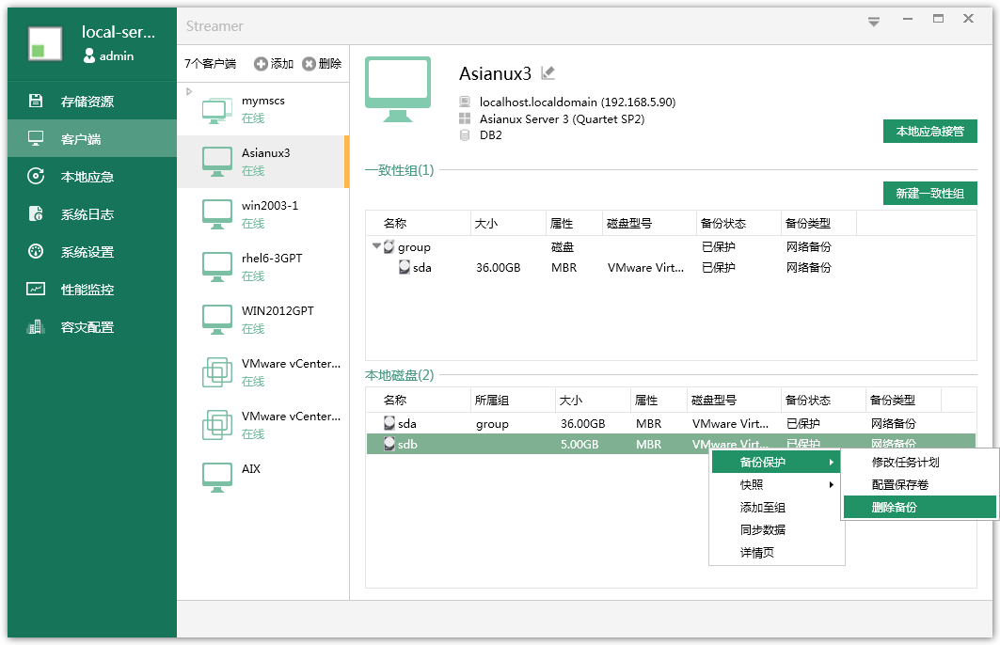 local-ser...
admin
存储资源
客户端
本地应急
系统日志
系统设置
性能监控
容灾配置
Streamer
7个客户端 添加 删除
mymscs
在线
Asianux3
在线
win2003-1
在线
rhel6-3GPT
在线
WIN2012GPT
在线
VMware vCenter...
在线
VMware vCenter...
在线
AIX
Asianux3
localhost.localdomain (192.168.5.90)
Asianux Server 3 (Quartet SP2)
DB2
本地应急接管
一致性组(1)
新建一致性组
名称 大小 属性 磁盘型号 备份状态 备份类型
group 磁盘 已保护 网络备份
sda 36.00GB MBR VMware Virt... 已保护 网络备份
本地磁盘(2)
名称 所属组 大小 属性 磁盘型号 备份状态 备份类型
sda group 36.00GB MBR VMware Virt... 已保护 网络备份
sdb 5.00GB MBR VMware Virt... 已保护 网络备份
备份保护
快照
添加至组
同步数据
详情页
修改任务计划
配置保存卷
删除备份